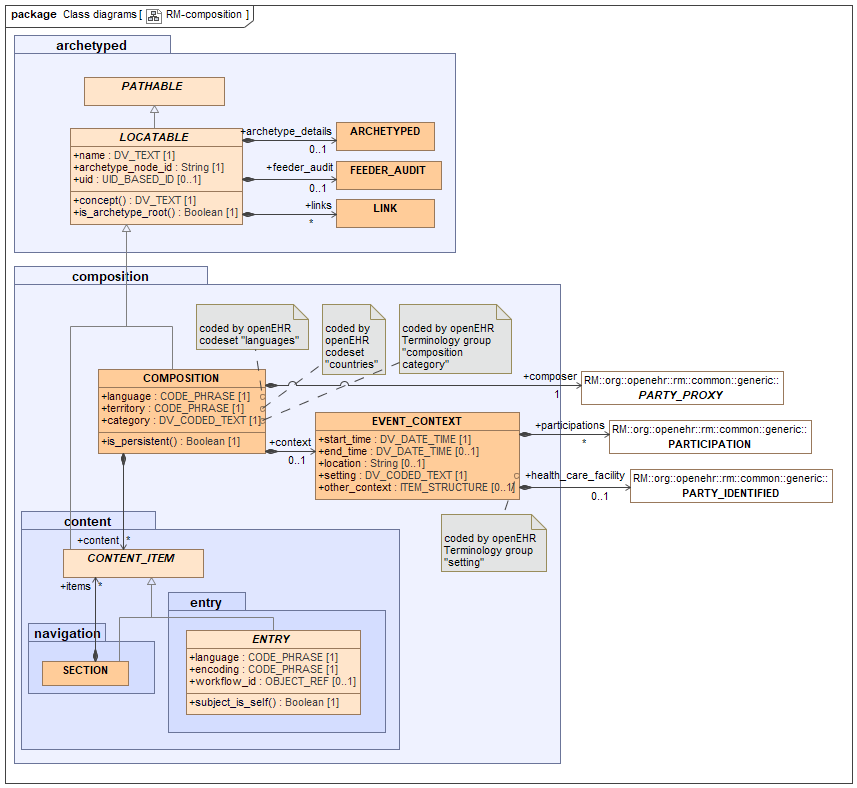 package Class diagrams [ RM-composition ]
archetyped
PATHABLE
LOCATABLE
+name : DV_TEXT [1]
+archetype_node_id : String [1]
+uid : UID_BASED_ID [0..1]
+concept() : DV_TEXT [1]
+is_archetype_root() : Boolean [1]
+archetype_details
0..1
ARCHETYPED
+feeder_audit
0..1
FEEDER_AUDIT
+links
*
LINK
composition
coded by openEHR
codeset "languages"
coded by
openEHR
codeset
"countries"
coded by openEHR
Terminology group
"composition
category"
COMPOSITION
+language : CODE_PHRASE [1]
+territory : CODE_PHRASE [1]
+category : DV_CODED_TEXT [1]
+is_persistent() : Boolean [1]
+composer
1
RM::org::openehr::rm::common::generic::
PARTY_PROXY
+context
0..1
EVENT_CONTEXT
+start_time : DV_DATE_TIME [1]
+end_time : DV_DATE_TIME [0..1]
+location : String [0..1]
+setting : DV_CODED_TEXT [1]
+other_context : ITEM_STRUCTURE [0..1]
+participations
*
RM::org::openehr::rm::common::generic::
PARTICIPATION
+health_care_facility
0..1
RM::org::openehr::rm::common::generic::
PARTY_IDENTIFIED
coded by openEHR
Terminology group
"setting"
content
+content *
CONTENT_ITEM
+items *
entry
navigation
SECTION
ENTRY
+language : CODE_PHRASE [1]
+encoding : CODE_PHRASE [1]
+workflow_id : OBJECT_REF [0..1]
+subject_is_self() : Boolean [1]